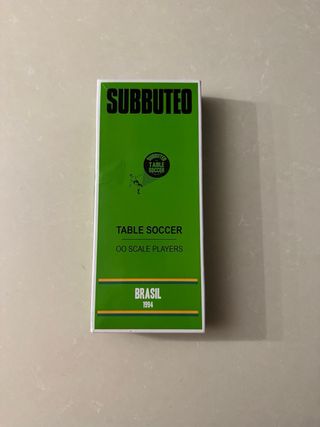 SUBBUTEO
SUBBUTEO
TABLE
SOCCER
TABLE SOCCER
OO SCALE PLAYERS
BRASIL
1994